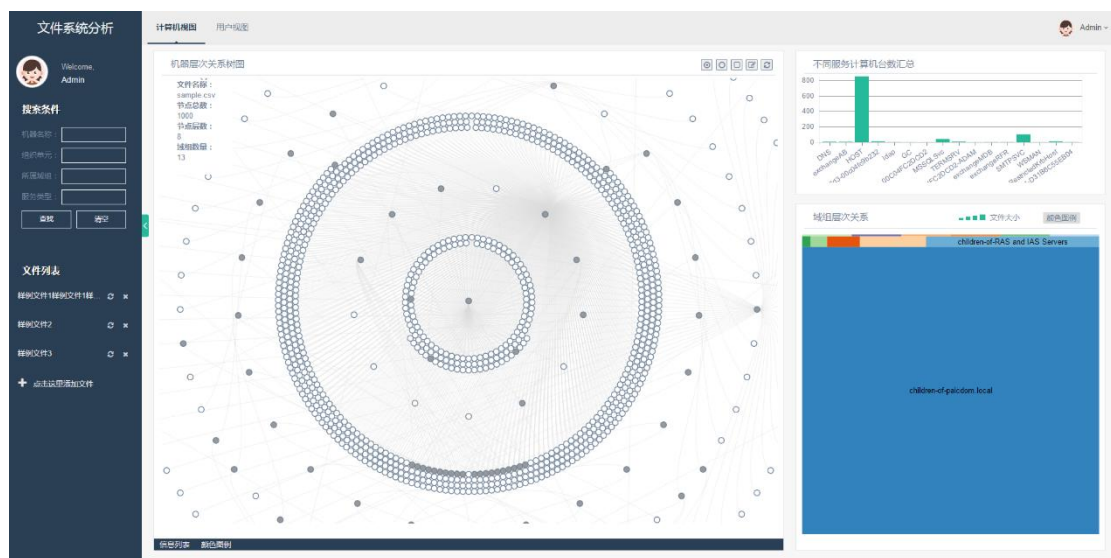 文件系统分析
Welcome,
Admin
搜索条件
机器名称：
组织单元：
所属域组：
服务类型：
查找 清空
文件列表
样例文件1样例文件1样...
样例文件2
样例文件3
点击这里添加文件
计算机视图 用户视图
Admin
机器层次关系树图
文件名称：
sample.csv
节点总数：
1000
节点层数：
8
域组数量：
13
信息列表 颜色图例
不同服务计算机台数汇总
800
600
400
200
0
DNS
exchangeAB
HOST
ldap
GC
MSSQLSvc
TERMSRV
exchangeMDB
exchangeRFR
SMTPSVC
WSMAN
RestrictedKrbHost
域组层次关系
文件大小
颜色图例
children-of-RAS and IAS Servers
children-of-paicdom.local